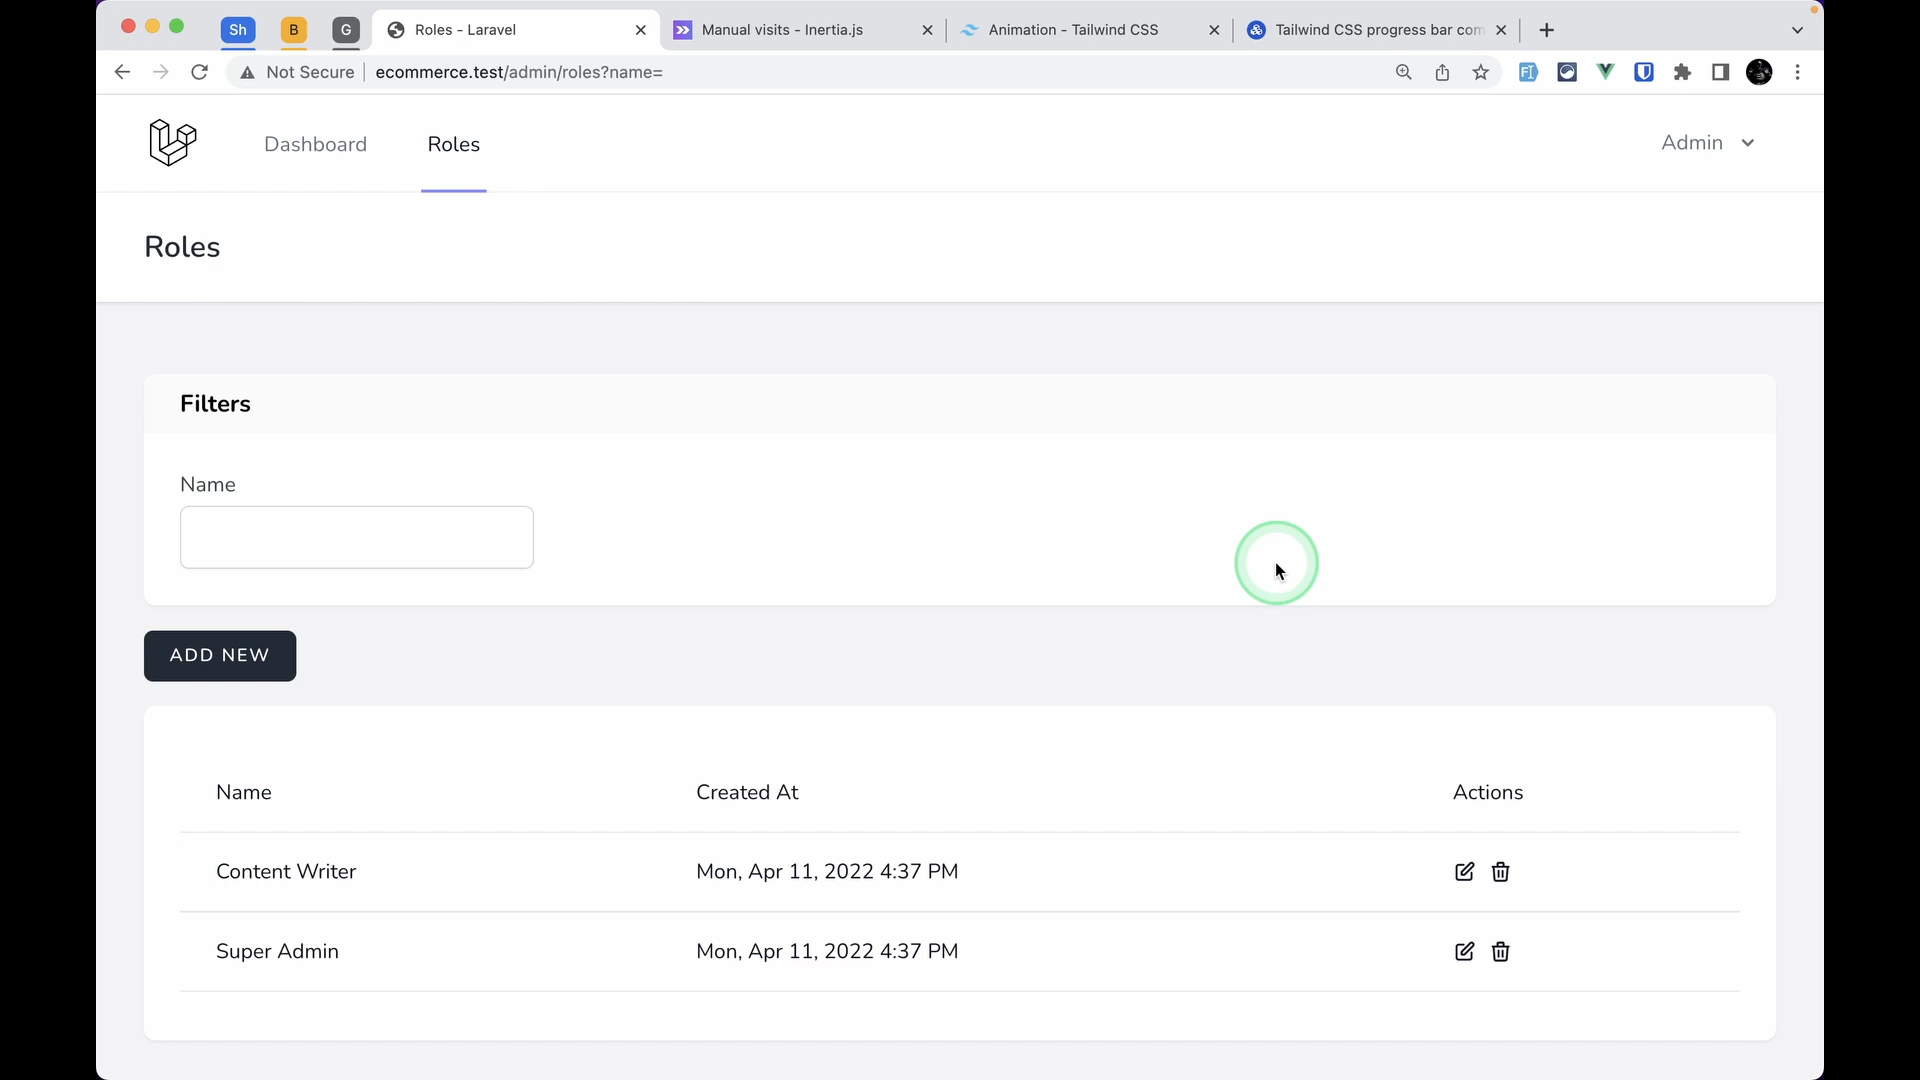 Sh
B
G
Roles - Laravel
Manual visits - Inertia.js
Animation - Tailwind CSS
Tailwind CSS progress bar com
Not Secure
ecommerce.test/admin/roles?name=
Dashboard
Roles
Admin
Roles
Filters
Name
ADD NEW
Name
Created At
Actions
Content Writer
Mon, Apr 11, 2022 4:37 PM
Super Admin
Mon, Apr 11, 2022 4:37 PM